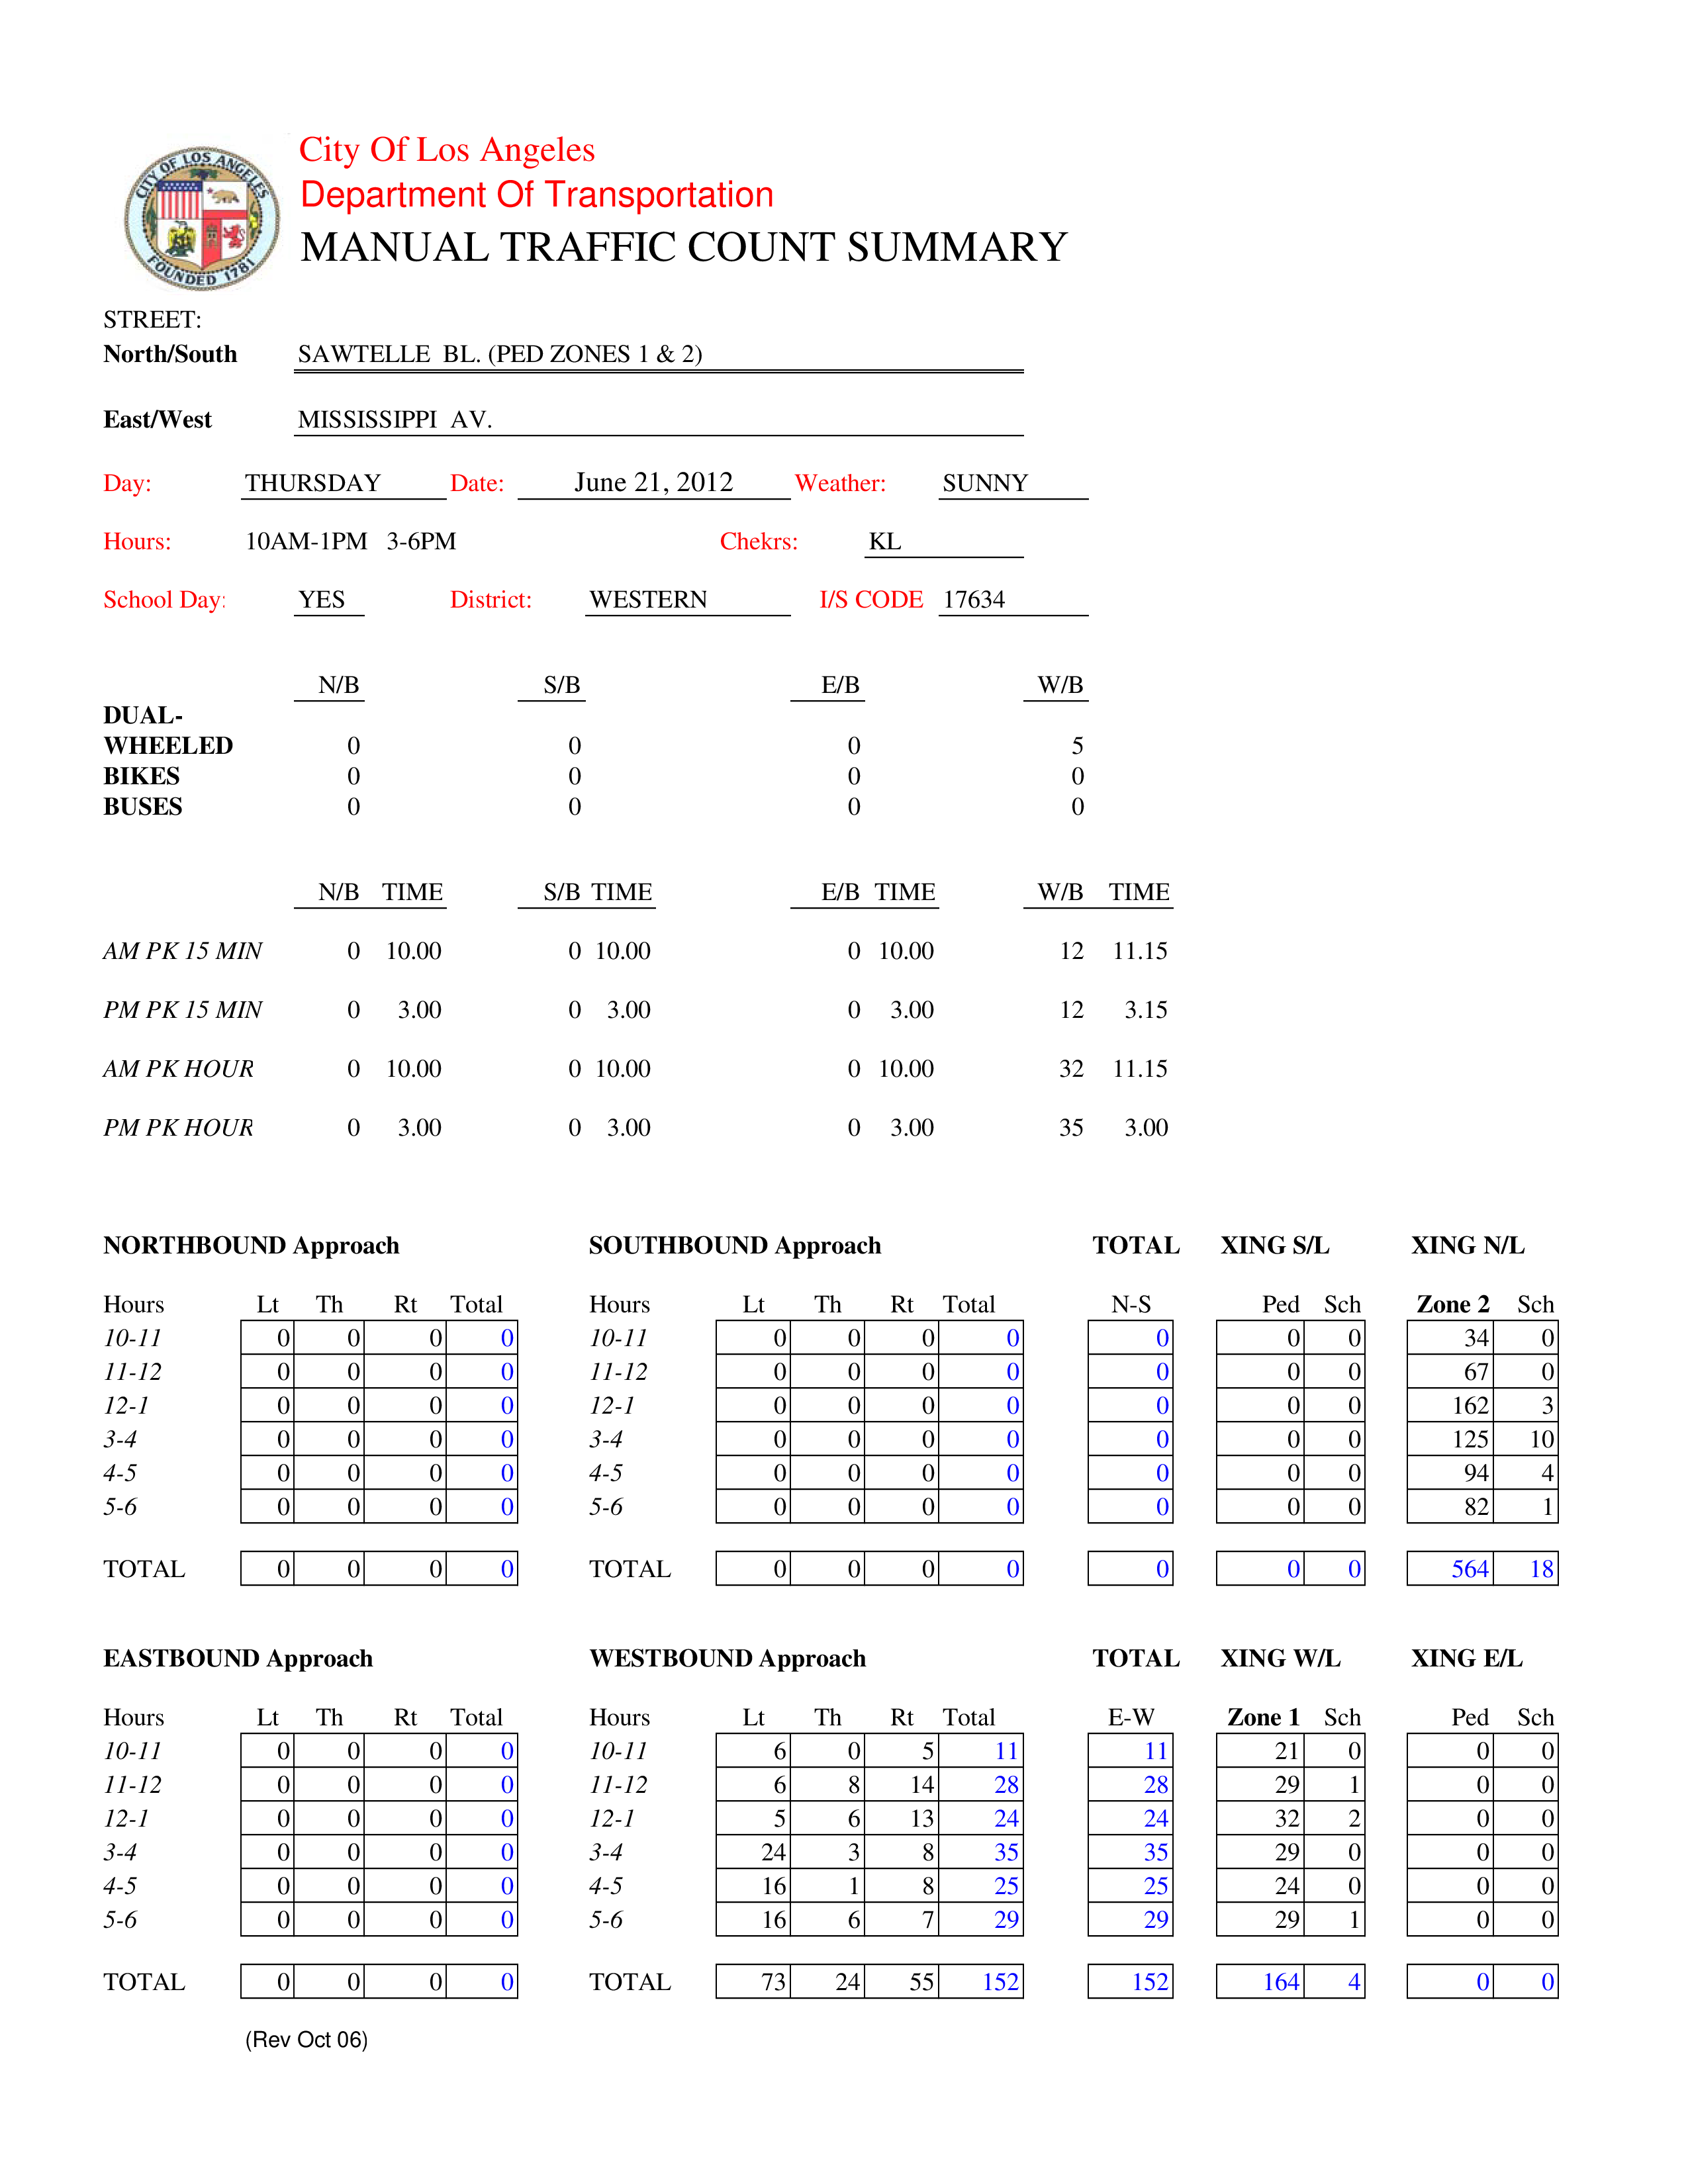 CITY OF LOS ANGELES
FOUNDED 1781
City Of Los Angeles
Department Of Transportation
MANUAL TRAFFIC COUNT SUMMARY
STREET:
North/South SAWTELLE BL. (PED ZONES 1 & 2)
East/West MISSISSIPPI AV.
Day: THURSDAY Date: June 21, 2012 Weather: SUNNY
Hours: 10AM-1PM 3-6PM Chekrs: KL
School Day: YES District: WESTERN I/S CODE 17634
N/B S/B E/B W/B
DUAL-
WHEELED 0 0 0 5
BIKES 0 0 0 0
BUSES 0 0 0 0
N/B TIME S/B TIME E/B TIME W/B TIME
AM PK 15 MIN 0 10.00 0 10.00 0 10.00 12 11.15
PM PK 15 MIN 0 3.00 0 3.00 0 3.00 12 3.15
AM PK HOUR 0 10.00 0 10.00 0 10.00 32 11.15
PM PK HOUR 0 3.00 0 3.00 0 3.00 35 3.00
NORTHBOUND Approach SOUTHBOUND Approach TOTAL XING S/L XING N/L
Hours Lt Th Rt Total Hours Lt Th Rt Total N-S Ped Sch Zone 2 Sch
10-11 0 0 0 0 10-11 0 0 0 0 0 0 0 34 0
11-12 0 0 0 0 11-12 0 0 0 0 0 0 0 67 0
12-1 0 0 0 0 12-1 0 0 0 0 0 0 0 162 3
3-4 0 0 0 0 3-4 0 0 0 0 0 0 0 125 10
4-5 0 0 0 0 4-5 0 0 0 0 0 0 0 94 4
5-6 0 0 0 0 5-6 0 0 0 0 0 0 0 82 1
TOTAL 0 0 0 0 TOTAL 0 0 0 0 0 0 0 564 18
EASTBOUND Approach WESTBOUND Approach TOTAL XING W/L XING E/L
Hours Lt Th Rt Total Hours Lt Th Rt Total E-W Zone 1 Sch Ped Sch
10-11 0 0 0 0 10-11 6 0 5 11 11 21 0 0 0
11-12 0 0 0 0 11-12 6 8 14 28 28 29 1 0 0
12-1 0 0 0 0 12-1 5 6 13 24 24 32 2 0 0
3-4 0 0 0 0 3-4 24 3 8 35 35 29 0 0 0
4-5 0 0 0 0 4-5 16 1 8 25 25 24 0 0 0
5-6 0 0 0 0 5-6 16 6 7 29 29 29 1 0 0
TOTAL 0 0 0 0 TOTAL 73 24 55 152 152 164 4 0 0
(Rev Oct 06)